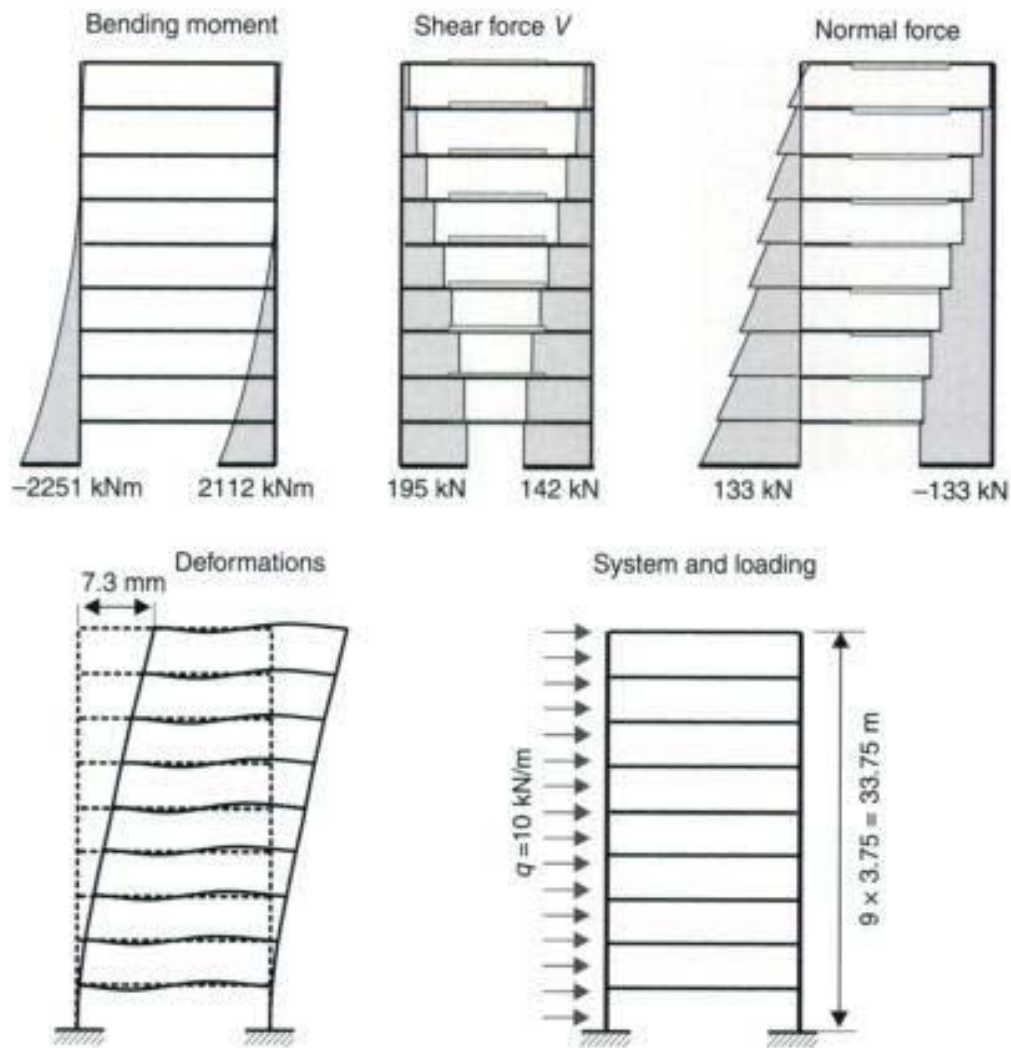 Bending moment
Shear force V
Normal force
–2251 kNm
2112 kNm
195 kN
142 kN
133 kN
–133 kN
Deformations
7.3 mm
System and loading
q=10 kN/m
9 × 3.75 = 33.75 m